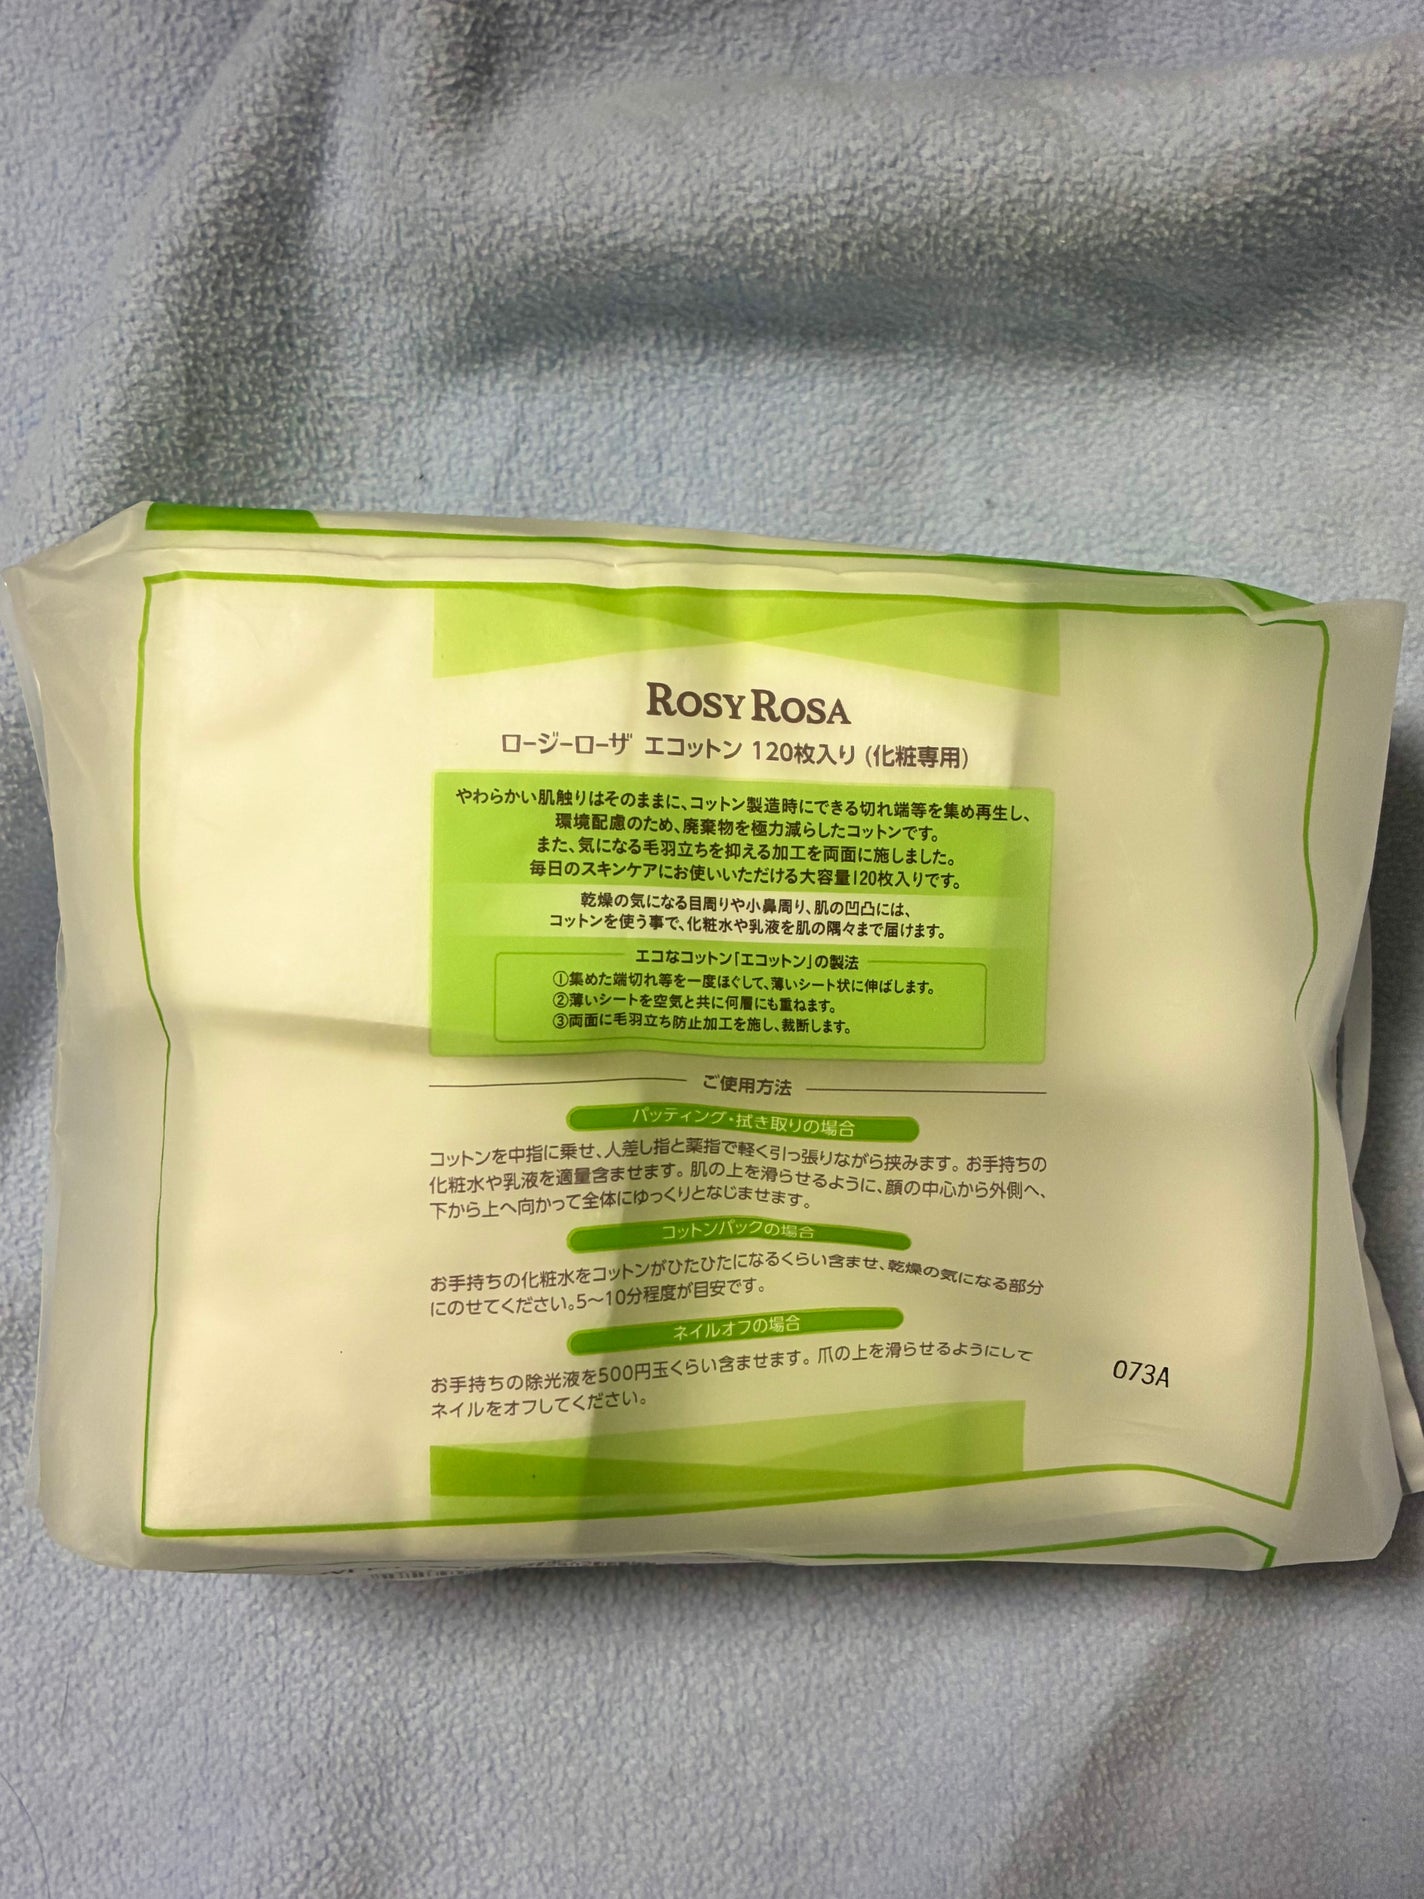 ROSY ROSA
ロージーローザ エコットン 120枚入り (化粧専用)
やわらかい肌触りはそのままに、コットン製造時にできる切れ端等を集め再生し、
環境配慮のため、廃棄物を極力減らしたコットンです。
また、気になる毛羽立ちを抑える加工を両面に施しました。
毎日のスキンケアにお使いいただける大容量120枚入りです。
乾燥の気になる目周りや小鼻周り、肌の凹凸には、
コットンを使う事で、化粧水や乳液を肌の隅々まで届けます。
エコなコットン「エコットン」の製法
①集めた端切れ等を一度ほぐして、薄いシート状に伸ばします。
②薄いシートを空気と共に何層にも重ねます。
③両面に毛羽立ち防止加工を施し、裁断します。
ご使用方法
パッティング・拭き取りの場合
コットンを中指に乗せ、人差し指と薬指で軽く引っ張りながら挟みます。お手持ちの
化粧水や乳液を適量含ませます。肌の上を滑らせるように、顔の中心から外側へ、
下から上へ向かって全体にゆっくりとなじませます。
コットンパックの場合
お手持ちの化粧水をコットンがひたひたになるくらい含ませ、乾燥の気になる部分
にのせてください。5〜10分程度が目安です。
ネイルオフの場合
お手持ちの除光液を500円玉くらい含ませます。爪の上を滑らせるようにして
ネイルをオフしてください。
073A